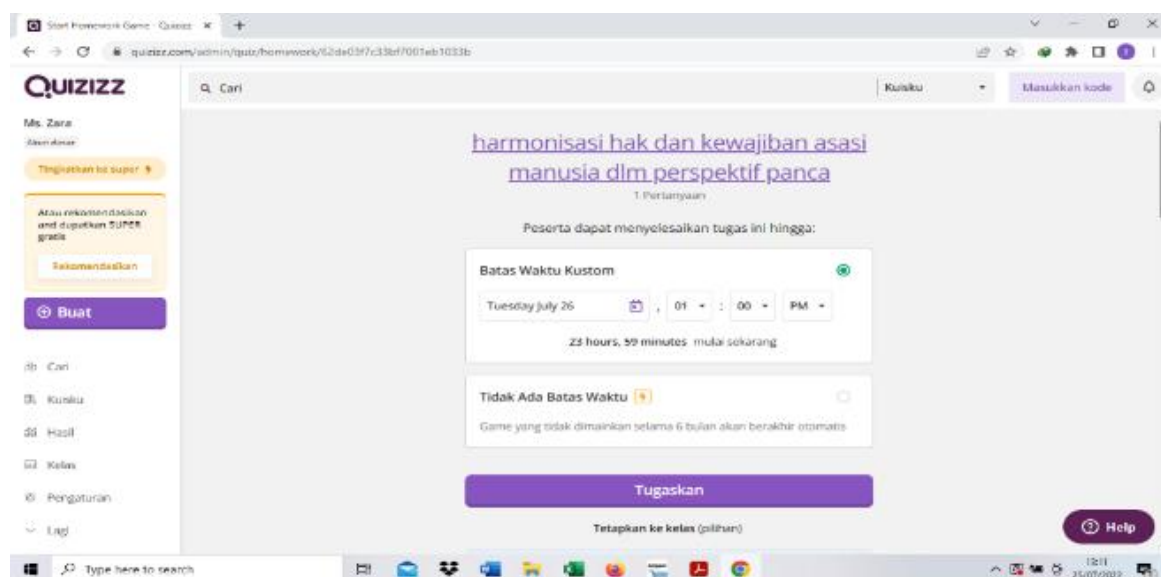 Start Homework Game - Quizizz
quizizz.com/admin/quiz/homework/
QUIZIZZ
Cari
Kuisku
Masukkan kode
Ms. Zara
Akun dasar
Tingkatkan ke super
Atau rekomendasikan
and dapatkan SUPER
gratis
Rekomendasikan
Buat
Cari
Kuisku
Hasil
Kelas
Pengaturan
Lagi
harmonisasi hak dan kewajiban asasi
manusia dlm perspektif panca
1 Pertanyaan
Peserta dapat menyelesaikan tugas ini hingga:
Batas Waktu Kustom
Tuesday July 26 , 01 : 00 PM
23 hours, 59 minutes mulai sekarang
Tidak Ada Batas Waktu
Game yang tidak dimainkan selama 6 bulan akan berakhir otomatis
Tugaskan
Tetapkan ke kelas (pilihan)
Help
Type here to search
25/07/2022